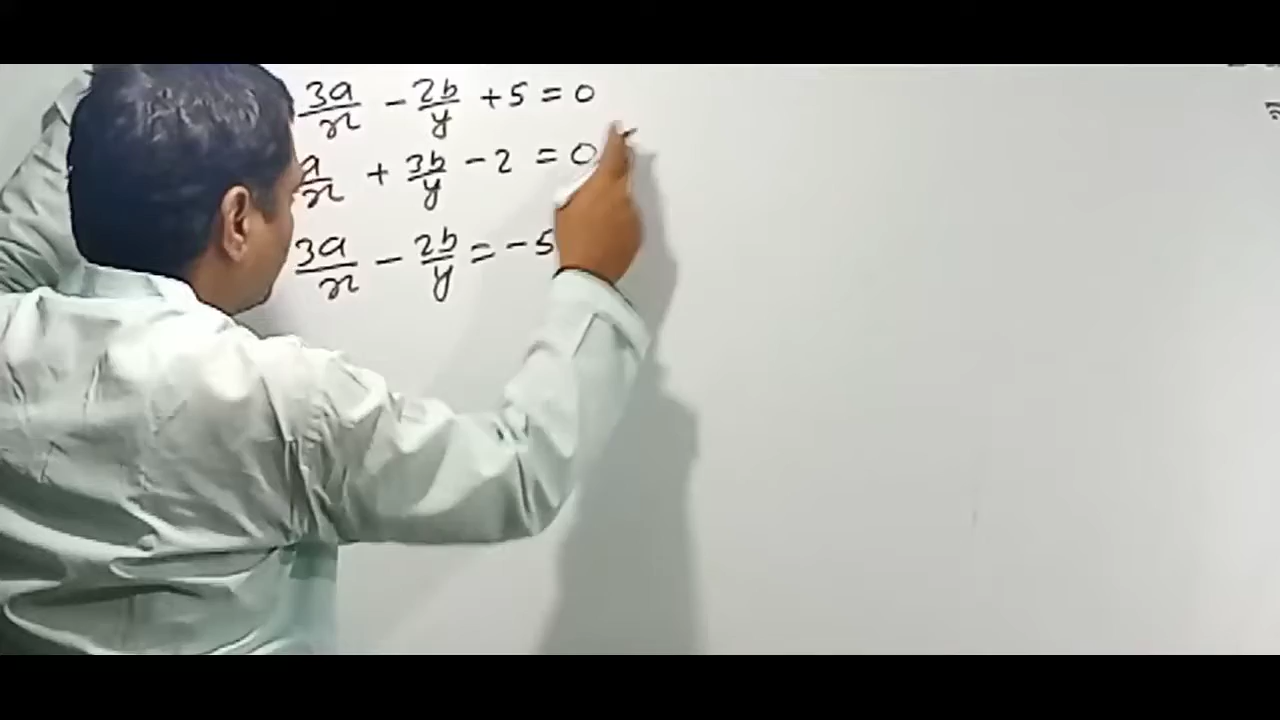 3a/x - 2b/y + 5 = 0
a/x + 3b/y - 2 = 0
3a/x - 2b/y = -5